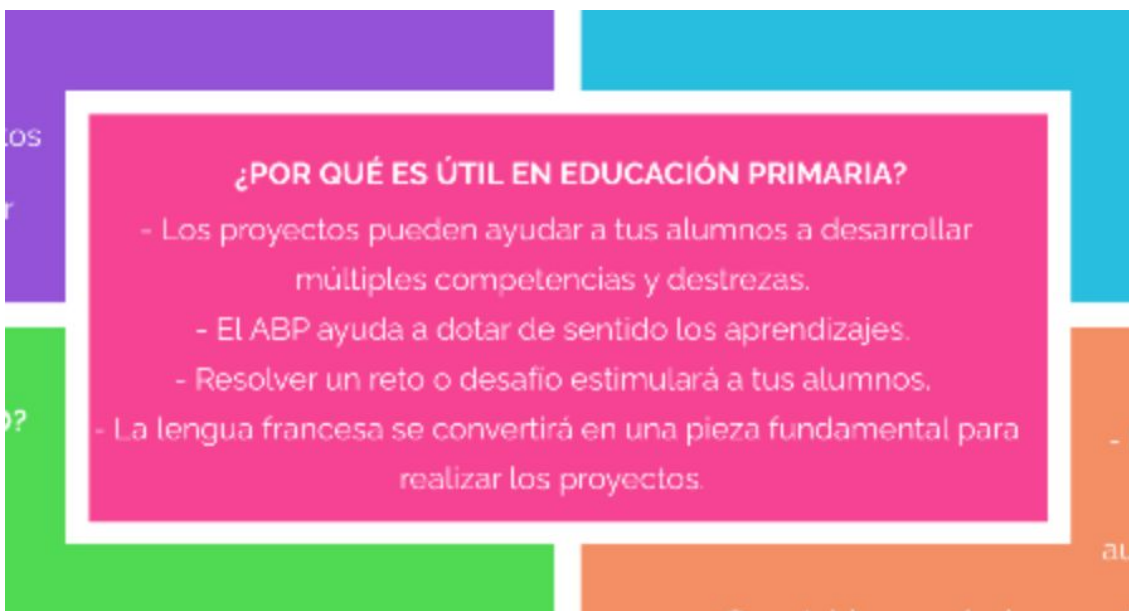 ¿POR QUÉ ES ÚTIL EN EDUCACIÓN PRIMARIA?
- Los proyectos pueden ayudar a tus alumnos a desarrollar
múltiples competencias y destrezas.
- El ABP ayuda a dotar de sentido los aprendizajes.
- Resolver un reto o desafío estimulará a tus alumnos.
- La lengua francesa se convertirá en una pieza fundamental para
realizar los proyectos.